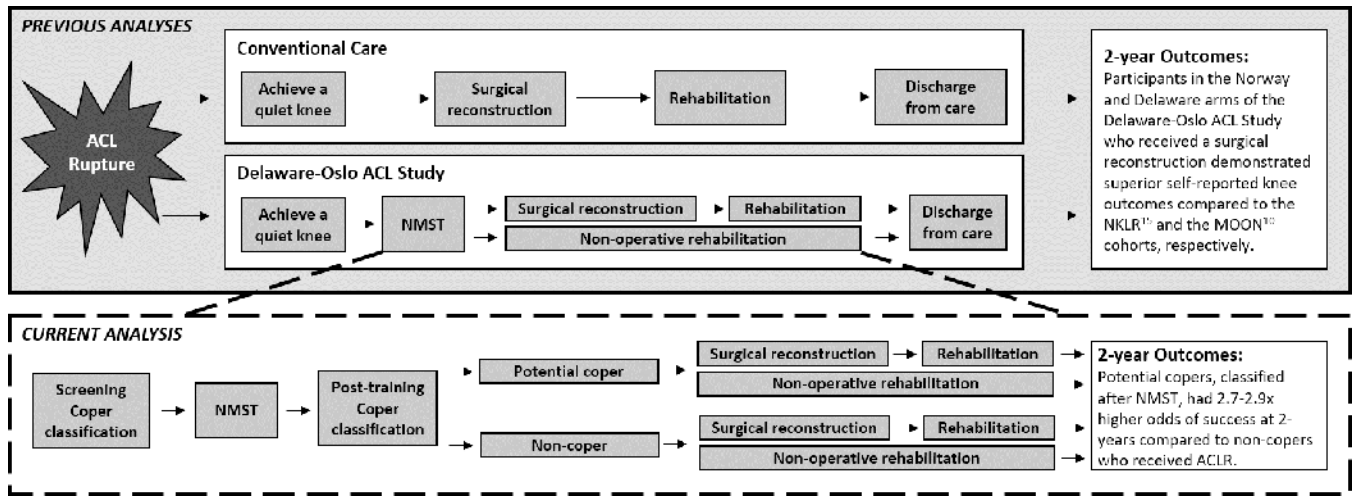 PREVIOUS ANALYSES
ACL
Rupture
Conventional Care
Achieve a
quiet knee
Surgical
reconstruction
Rehabilitation
Discharge
from care
Delaware-Oslo ACL Study
Achieve a
quiet knee
NMST
Surgical reconstruction
Rehabilitation
Non-operative rehabilitation
Discharge
from care
2-year Outcomes:
Participants in the Norway
and Delaware arms of the
Delaware-Oslo ACL Study
who received a surgical
reconstruction demonstrated
superior self-reported knee
outcomes compared to the
NKLR15 and the MOON10
cohorts, respectively.
CURRENT ANALYSIS
Screening
Coper
classification
NMST
Post-training
Coper
classification
Potential coper
Surgical reconstruction
Rehabilitation
Non-operative rehabilitation
Non-coper
Surgical reconstruction
Rehabilitation
Non-operative rehabilitation
2-year Outcomes:
Potential copers, classified
after NMST, had 2.7-2.9x
higher odds of success at 2-
years compared to non-copers
who received ACLR.